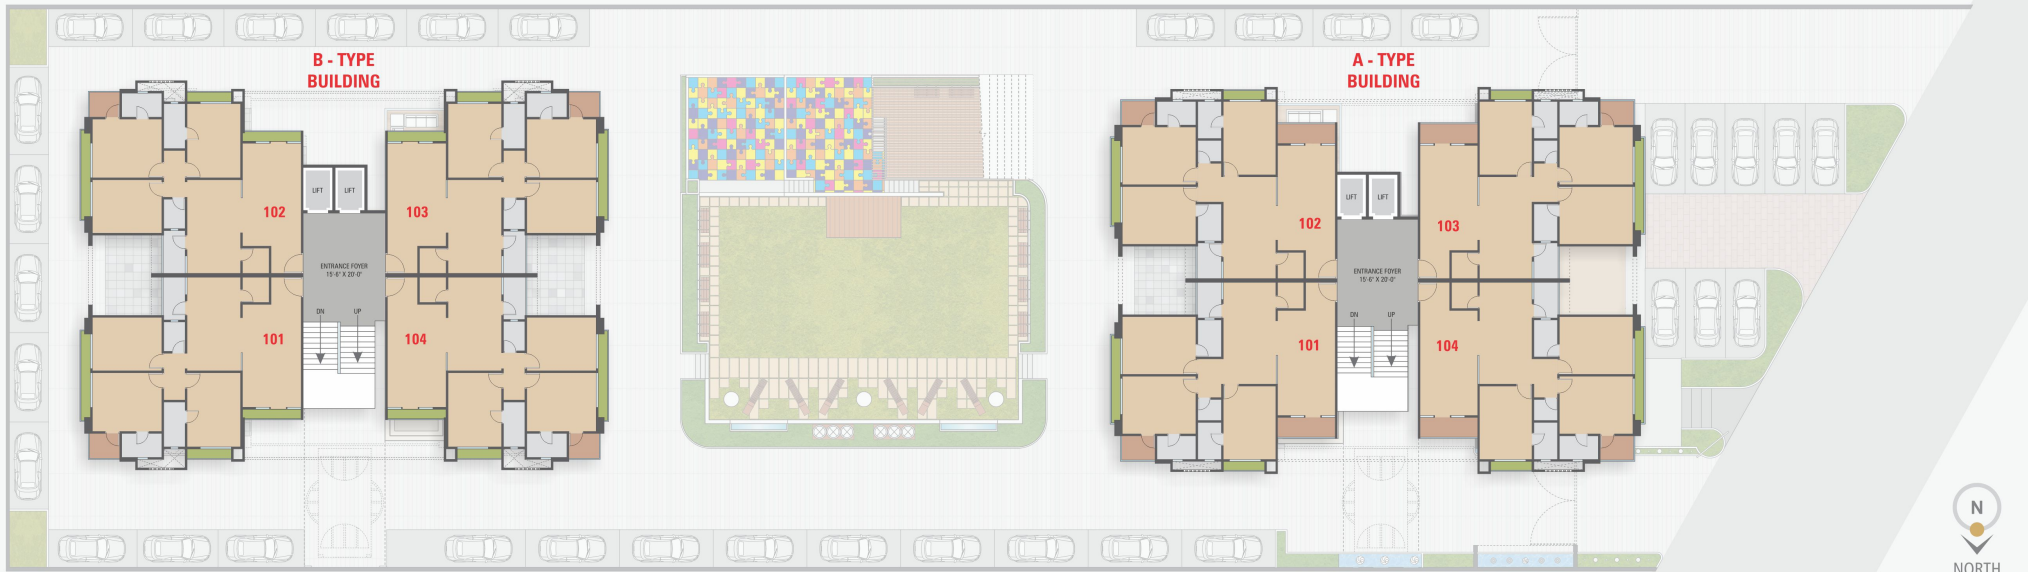 B - TYPE
BUILDING
A - TYPE
BUILDING
LIFT
LIFT
102
103
ENTRANCE FOYER
15'-6" X 20'-0"
DN
UP
101
104
LIFT
LIFT
102
103
ENTRANCE FOYER
15'-6" X 20'-0"
DN
UP
101
104
N
NORTH